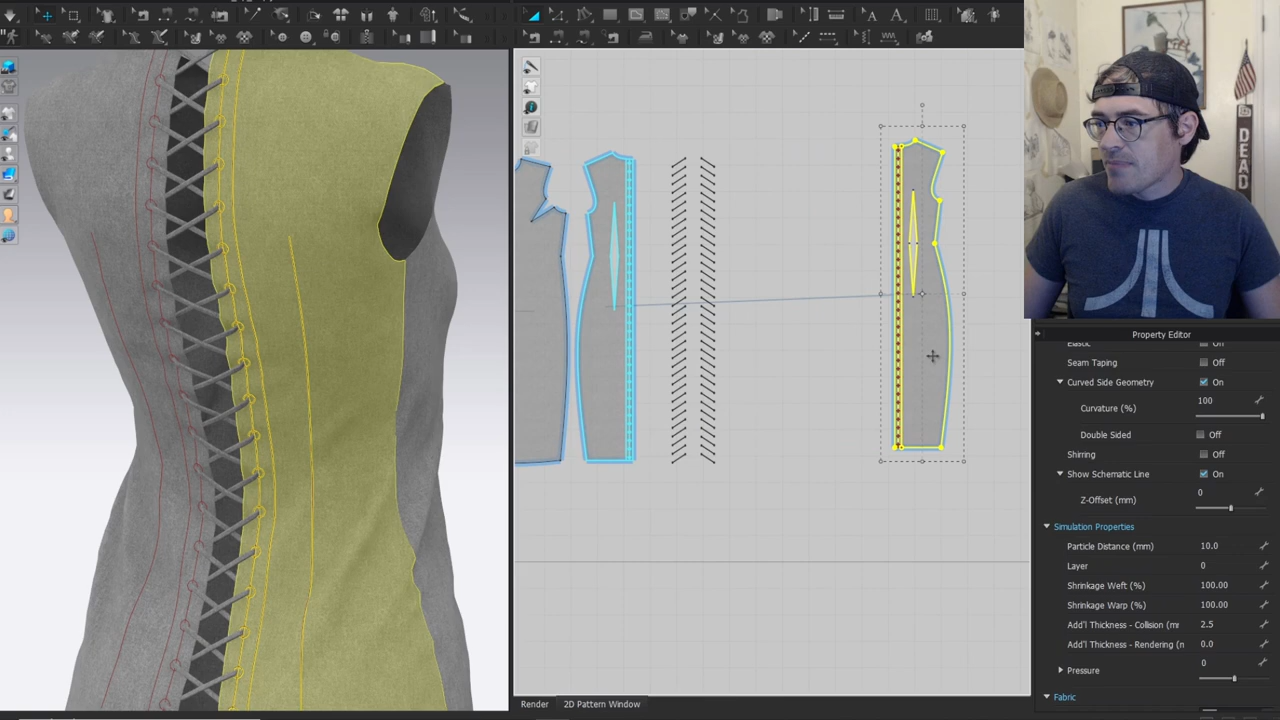 DEAD
Property Editor
Elastic On
Seam Taping Off
Curved Side Geometry On
Curvature (%) 100
Double Sided Off
Shirring Off
Show Schematic Line On
Z-Offset (mm) 0
Simulation Properties
Particle Distance (mm) 10.0
Layer 0
Shrinkage Weft (%) 100.00
Shrinkage Warp (%) 100.00
Add'l Thickness - Collision (mr 2.5
Add'l Thickness - Rendering (n 0.0
Pressure 0
Fabric
Render 2D Pattern Window